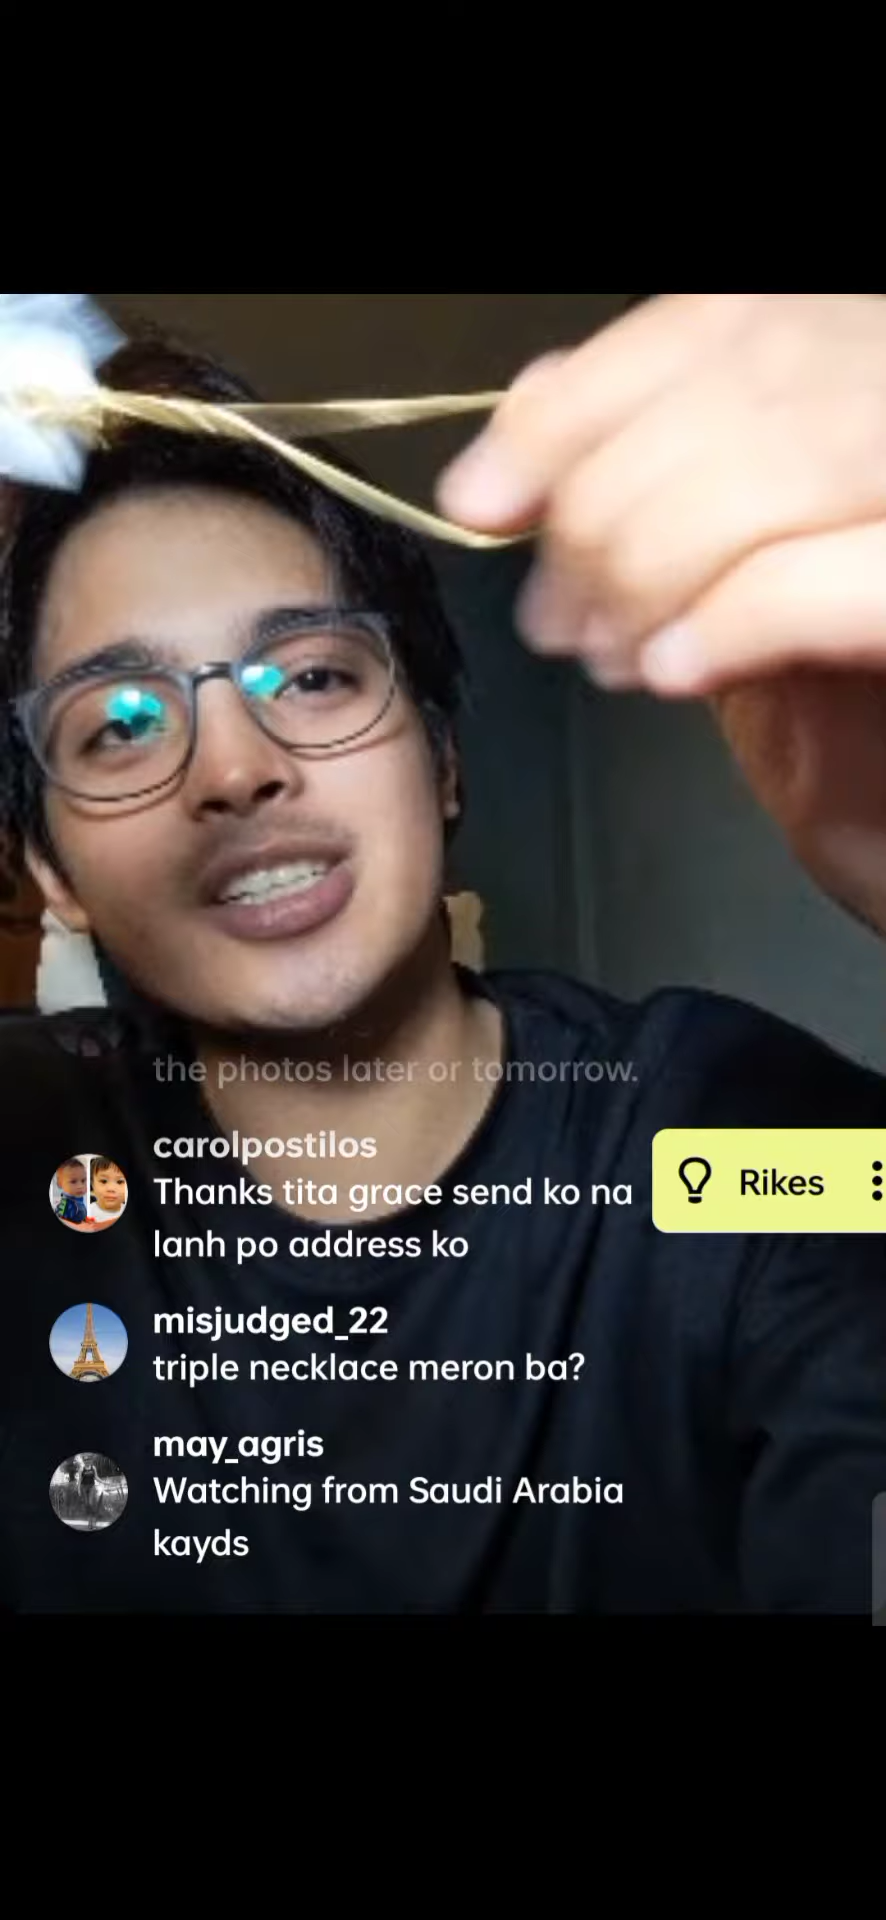 the photos later or tomorrow.
carolpostilos
Thanks tita grace send ko na
lanh po address ko
Rikes
misjudged_22
triple necklace meron ba?
may_agris
Watching from Saudi Arabia
kayds